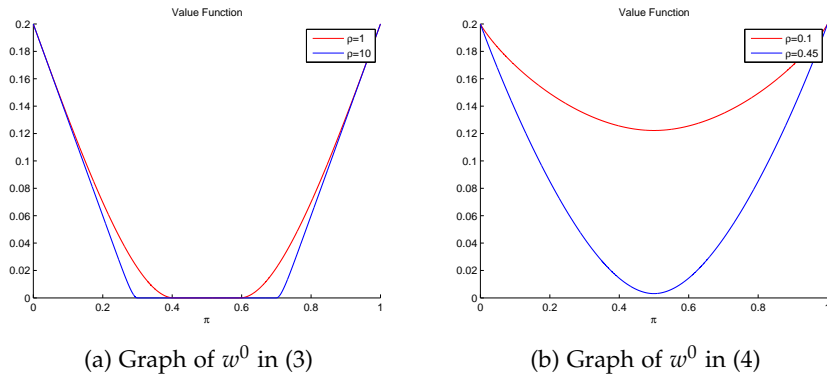 Value Function
0.2
0.18
0.16
0.14
0.12
0.1
0.08
0.06
0.04
0.02
0
0 0.2 0.4 0.6 0.8 1
π
ρ=1
ρ=10
(a) Graph of w⁰ in (3)
Value Function
0.2
0.18
0.16
0.14
0.12
0.1
0.08
0.06
0.04
0.02
0
0 0.2 0.4 0.6 0.8 1
π
ρ=0.1
ρ=0.45
(b) Graph of w⁰ in (4)